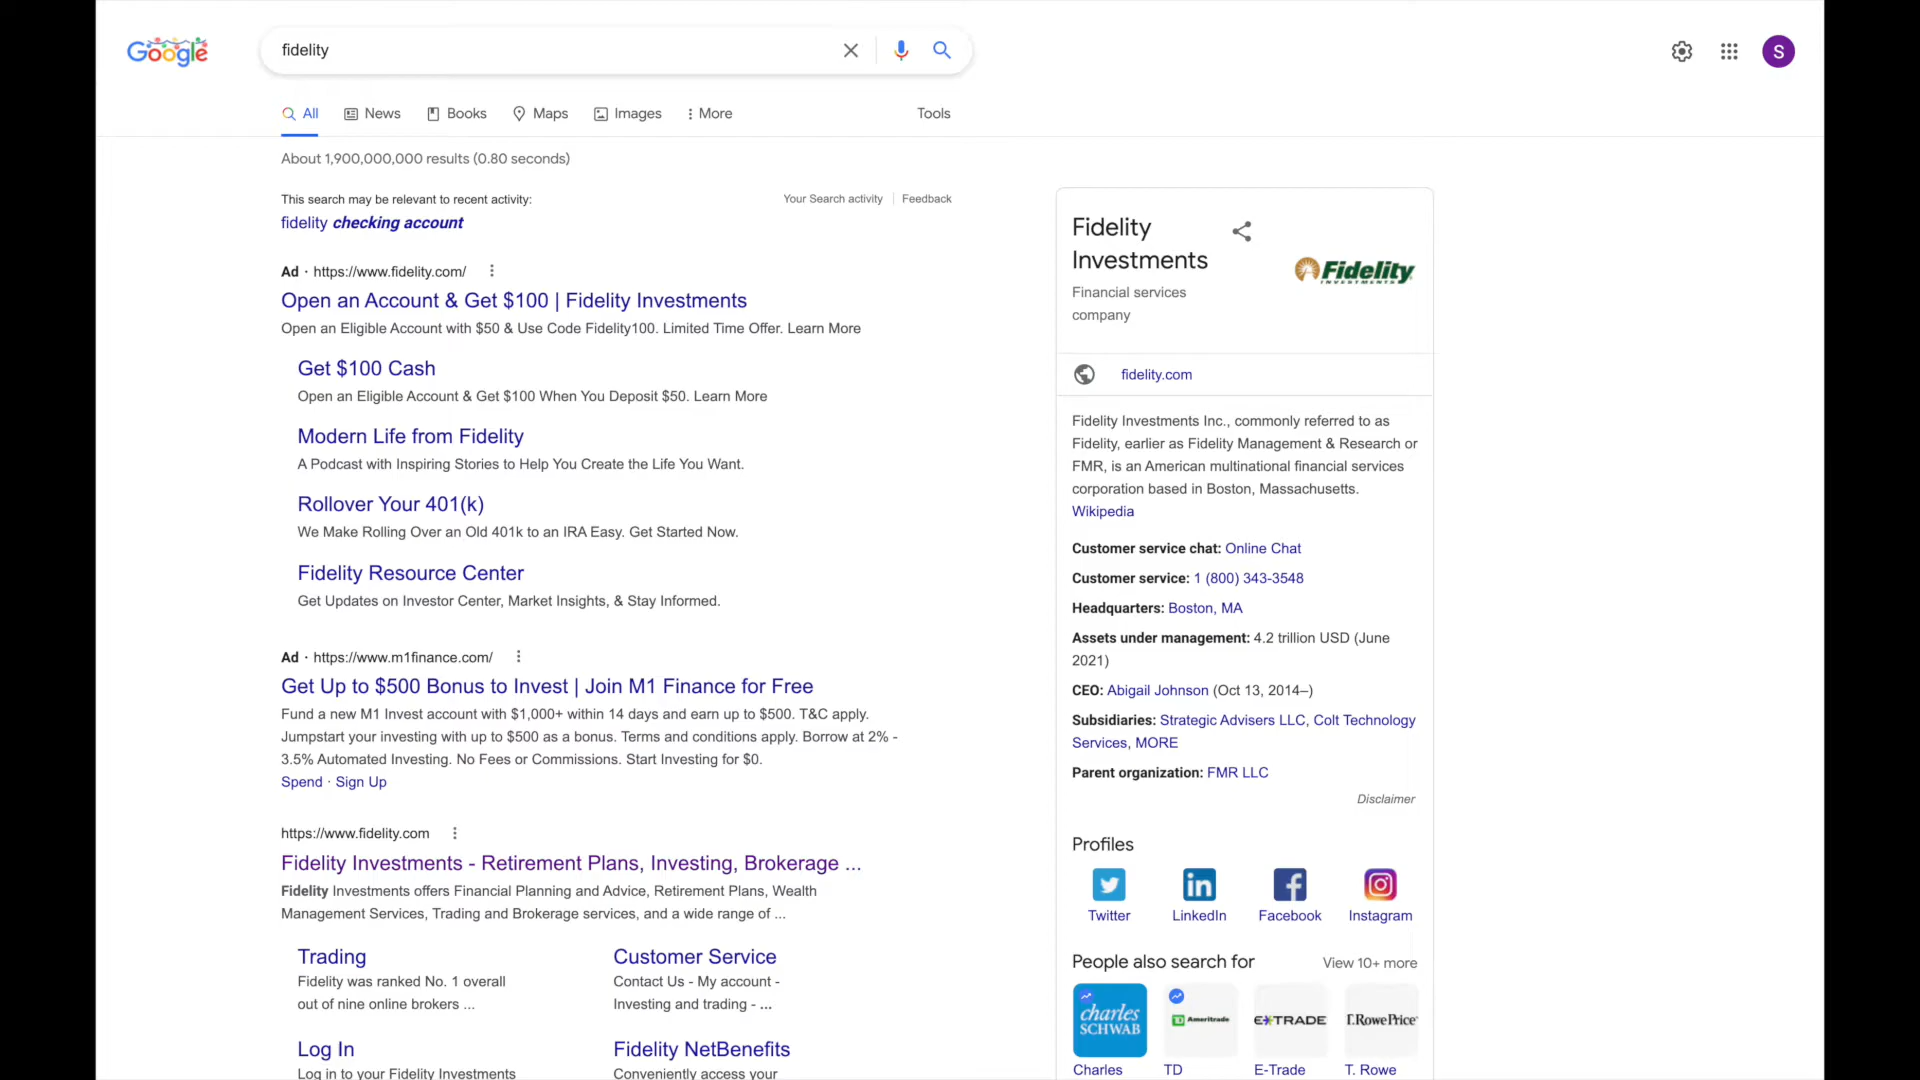 Google
fidelity
S
All
News
Books
Maps
Images
More
Tools
About 1,900,000,000 results (0.80 seconds)
This search may be relevant to recent activity:
Your Search activity
Feedback
fidelity checking account
Ad · https://www.fidelity.com/
Open an Account & Get $100 | Fidelity Investments
Open an Eligible Account with $50 & Use Code Fidelity100. Limited Time Offer. Learn More
Get $100 Cash
Open an Eligible Account & Get $100 When You Deposit $50. Learn More
Modern Life from Fidelity
A Podcast with Inspiring Stories to Help You Create the Life You Want.
Rollover Your 401(k)
We Make Rolling Over an Old 401k to an IRA Easy. Get Started Now.
Fidelity Resource Center
Get Updates on Investor Center, Market Insights, & Stay Informed.
Ad · https://www.m1finance.com/
Get Up to $500 Bonus to Invest | Join M1 Finance for Free
Fund a new M1 Invest account with $1,000+ within 14 days and earn up to $500. T&C apply.
Jumpstart your investing with up to $500 as a bonus. Terms and conditions apply. Borrow at 2% -
3.5% Automated Investing. No Fees or Commissions. Start Investing for $0.
Spend · Sign Up
https://www.fidelity.com
Fidelity Investments - Retirement Plans, Investing, Brokerage ...
Fidelity Investments offers Financial Planning and Advice, Retirement Plans, Wealth
Management Services, Trading and Brokerage services, and a wide range of ...
Trading
Fidelity was ranked No. 1 overall
out of nine online brokers ...
Customer Service
Contact Us - My account -
Investing and trading - ...
Log In
Log in to your Fidelity Investments
Fidelity NetBenefits
Conveniently access your
Fidelity
Investments
Financial services
company
Fidelity
INVESTMENTS
fidelity.com
Fidelity Investments Inc., commonly referred to as
Fidelity, earlier as Fidelity Management & Research or
FMR, is an American multinational financial services
corporation based in Boston, Massachusetts.
Wikipedia
Customer service chat: Online Chat
Customer service: 1 (800) 343-3548
Headquarters: Boston, MA
Assets under management: 4.2 trillion USD (June
2021)
CEO: Abigail Johnson (Oct 13, 2014–)
Subsidiaries: Strategic Advisers LLC, Colt Technology
Services, MORE
Parent organization: FMR LLC
Disclaimer
Profiles
Twitter
LinkedIn
Facebook
Instagram
People also search for
View 10+ more
charles
SCHWAB
TD Ameritrade
E*TRADE
T.RowePrice
Charles
TD
E-Trade
T. Rowe